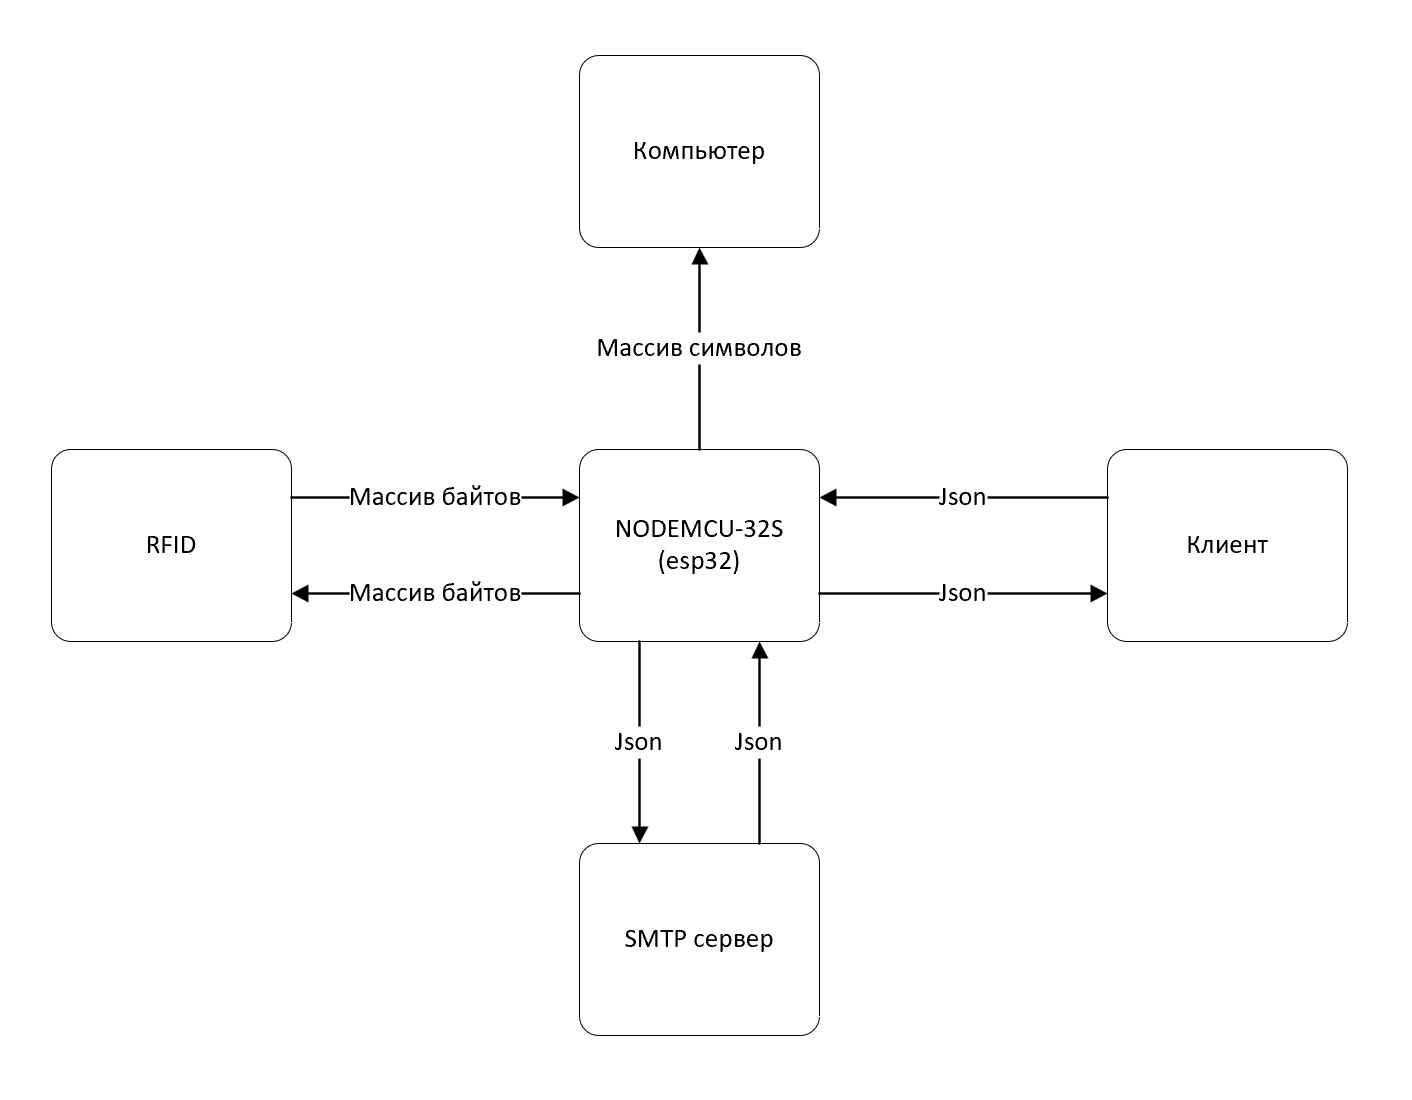 Компьютер
Массив символов
RFID
Массив байтов
Массив байтов
NODEMCU-32S
(esp32)
Json
Json
Клиент
Json
Json
SMTP сервер